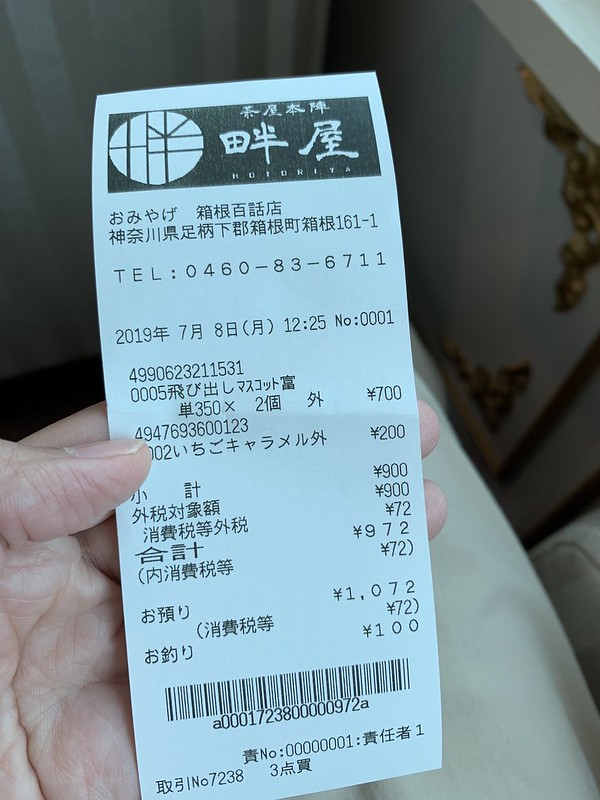 茶屋本陣
畔屋
HOTORIYA
おみやげ 箱根百話店
神奈川県足柄下郡箱根町箱根161-1
TEL:0460-83-6711
2019年 7月 8日(月) 12:25 No:0001
4990623211531
0005飛び出しマスコット富
単350× 2個 外 ¥700
4947693600123
002いちごキャラメル外 ¥200
小 計 ¥900
外税対象額 ¥900
消費税等外税 ¥72
合計 ¥972
(内消費税等 ¥72)
お預り ¥1,072
(消費税等 ¥72)
お釣り ¥100
a0001723800000972a
責No:00000001:責任者1
取引No7238 3点買